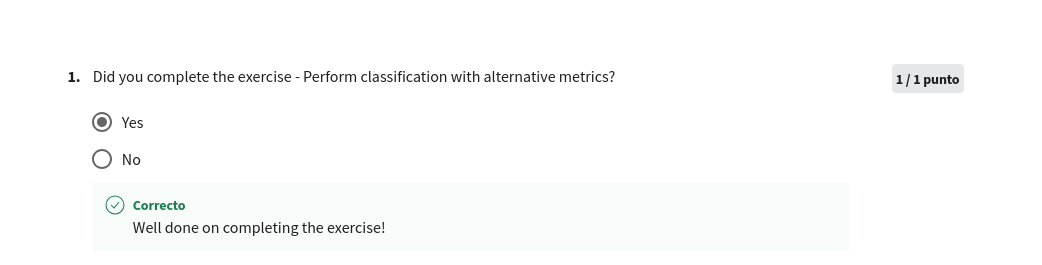 1. Did you complete the exercise - Perform classification with alternative metrics?
1 / 1 punto
Yes
No
Correcto
Well done on completing the exercise!